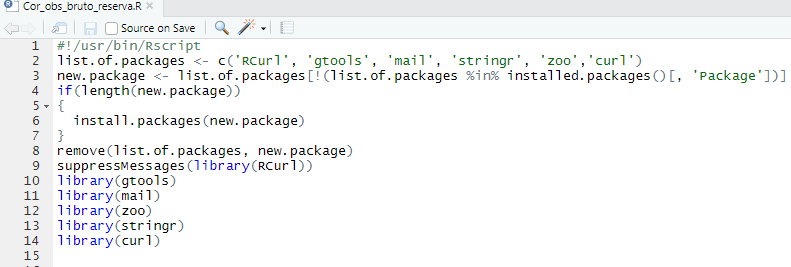 Cor_obs_bruto_reserva.R
Source on Save
1 #!/usr/bin/Rscript
2 list.of.packages <- c('RCurl', 'gtools', 'mail', 'stringr', 'zoo','curl')
3 new.package <- list.of.packages[!(list.of.packages %in% installed.packages()[, 'Package'])]
4 if(length(new.package))
5 {
6   install.packages(new.package)
7 }
8 remove(list.of.packages, new.package)
9 suppressMessages(library(RCurl))
10 library(gtools)
11 library(mail)
12 library(zoo)
13 library(stringr)
14 library(curl)
15